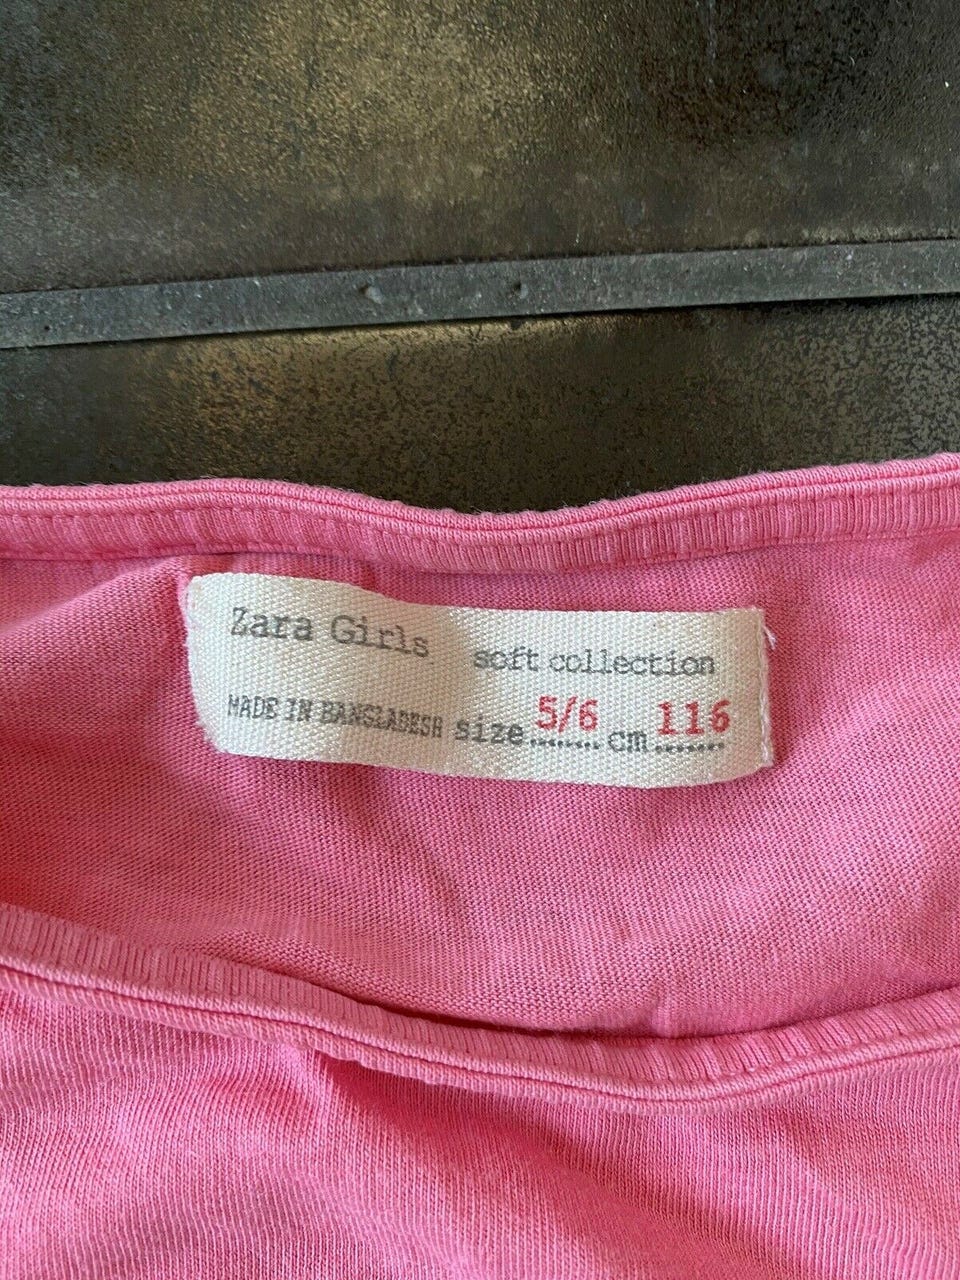 Zara Girls soft collection
MADE IN BANGLADESH size........ 5/6 cm....... 116